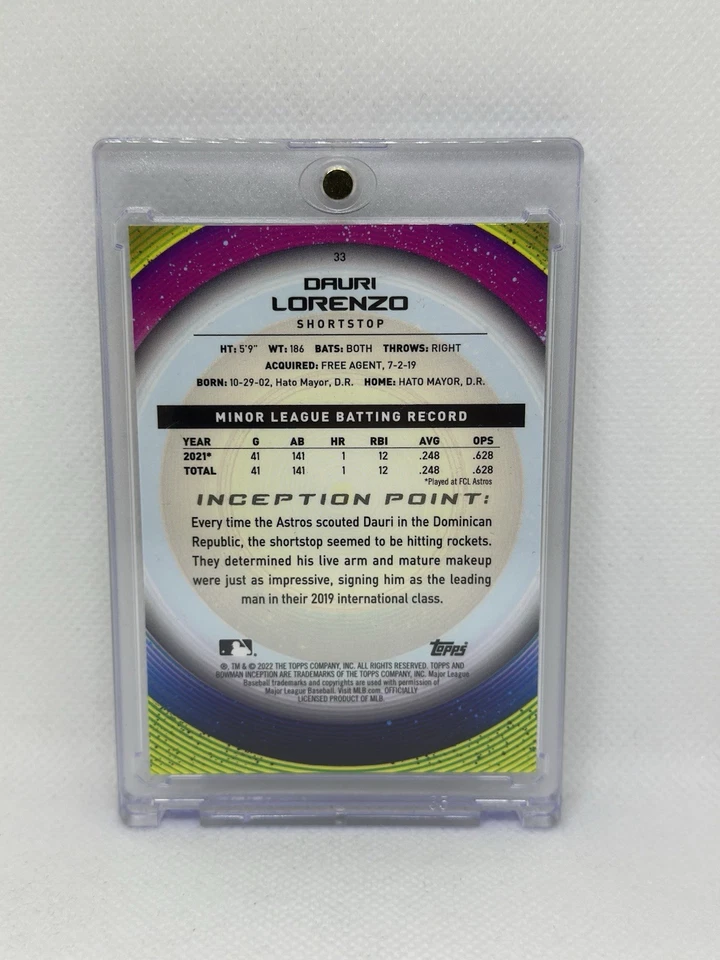 33
DAURI
LORENZO
SHORTSTOP
HT: 5'9" WT: 186 BATS: BOTH THROWS: RIGHT
ACQUIRED: FREE AGENT, 7-2-19
BORN: 10-29-02, Hato Mayor, D.R. HOME: HATO MAYOR, D.R.
MINOR LEAGUE BATTING RECORD
YEAR G AB HR RBI AVG OPS
2021* 41 141 1 12 .248 .628
TOTAL 41 141 1 12 .248 .628
*Played at FCL Astros
INCEPTION POINT:
Every time the Astros scouted Dauri in the Dominican
Republic, the shortstop seemed to be hitting rockets.
They determined his live arm and mature makeup
were just as impressive, signing him as the leading
man in their 2019 international class.
Topps
®, TM & © 2022 THE TOPPS COMPANY, INC. ALL RIGHTS RESERVED. TOPPS AND
BOWMAN INCEPTION ARE TRADEMARKS OF THE TOPPS COMPANY, INC. Major League
Baseball trademarks and copyrights are used with permission of
Major League Baseball. Visit MLB.com. OFFICIALLY
LICENSED PRODUCT OF MLB